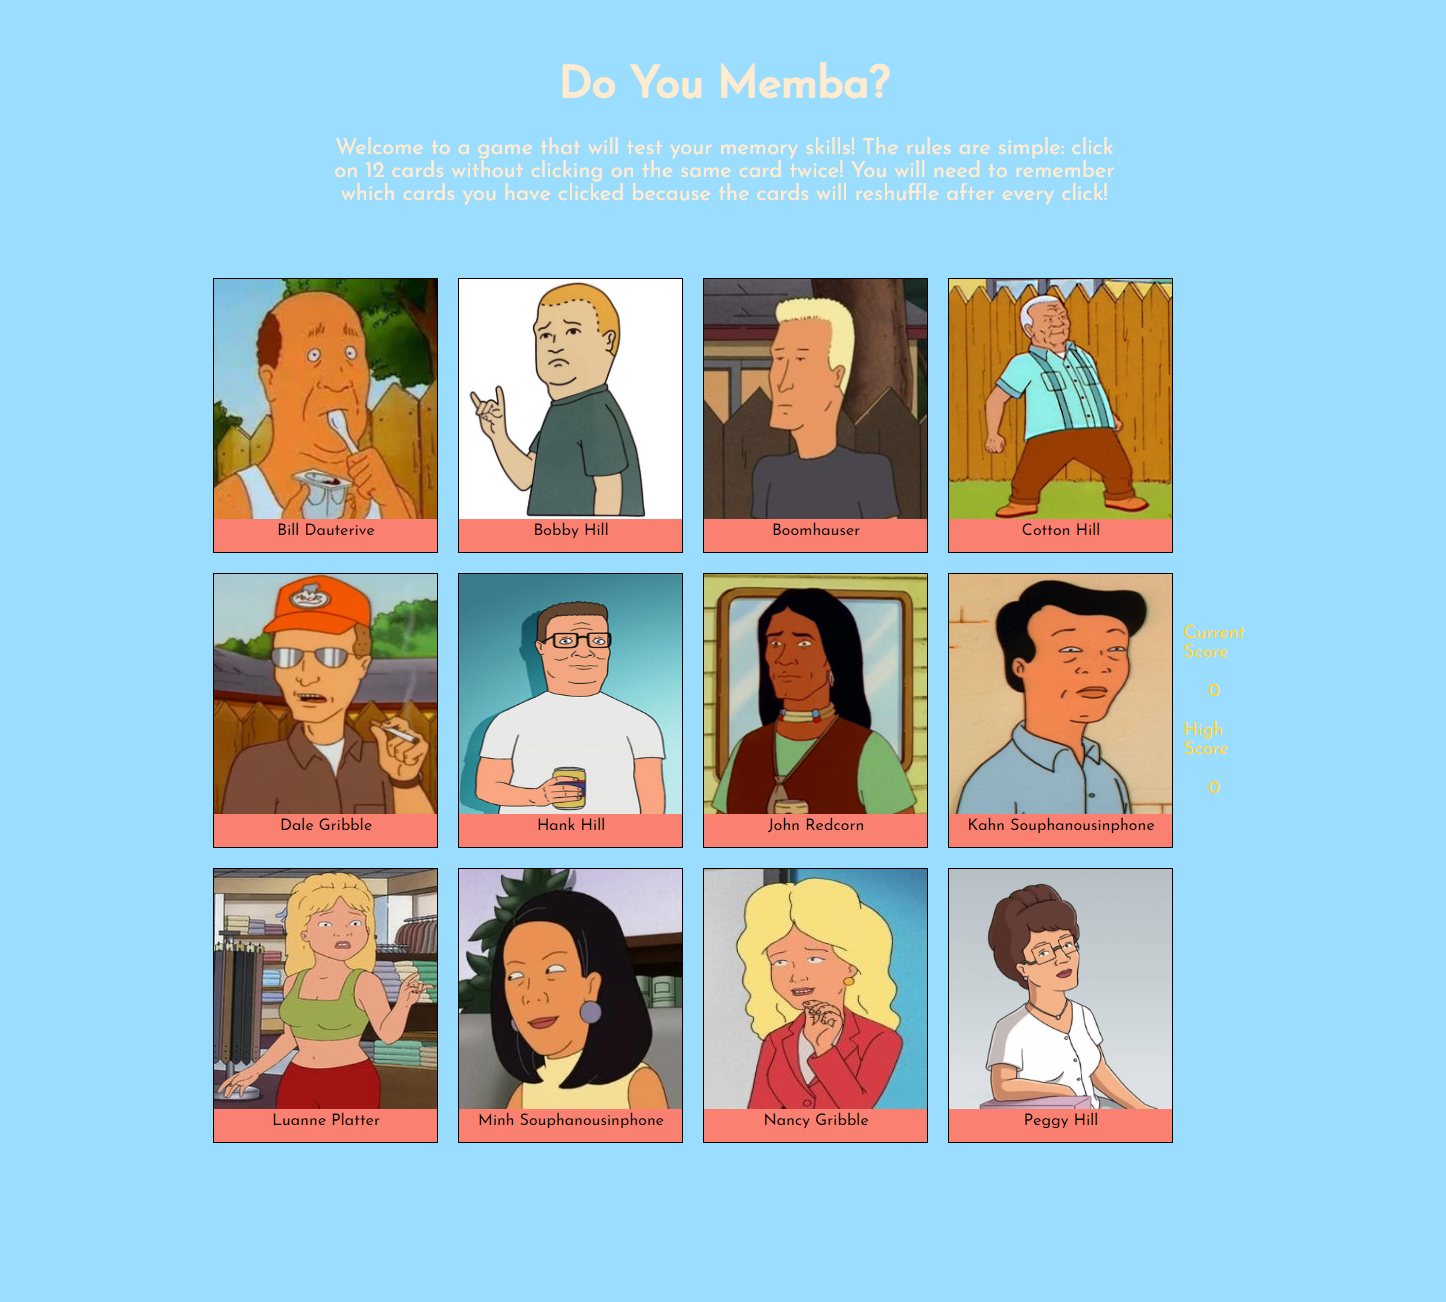 Do You Memba?
Welcome to a game that will test your memory skills! The rules are simple: click
on 12 cards without clicking on the same card twice! You will need to remember
which cards you have clicked because the cards will reshuffle after every click!
Bill Dauterive
Bobby Hill
Boomhauser
Cotton Hill
Dale Gribble
Hank Hill
John Redcorn
Kahn Souphanousinphone
Current
Score
0
High
Score
0
Luanne Platter
Minh Souphanousinphone
Nancy Gribble
Peggy Hill